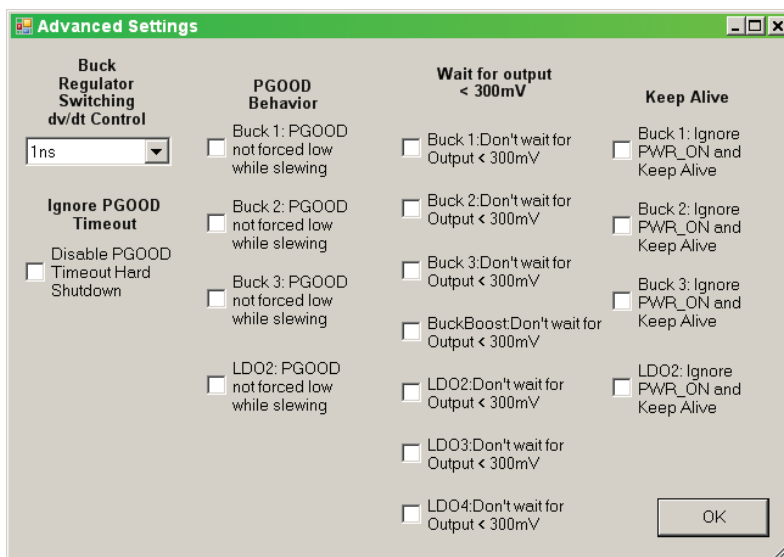 Advanced Settings
Buck
Regulator
Switching
dv/dt Control
1ns
Ignore PGOOD
Timeout
Disable PGOOD
Timeout Hard
Shutdown
PGOOD
Behavior
Buck 1: PGOOD
not forced low
while slewing
Buck 2: PGOOD
not forced low
while slewing
Buck 3: PGOOD
not forced low
while slewing
LDO2: PGOOD
not forced low
while slewing
Wait for output
< 300mV
Buck 1:Don't wait for
Output < 300mV
Buck 2:Don't wait for
Output < 300mV
Buck 3:Don't wait for
Output < 300mV
BuckBoost:Don't wait for
Output < 300mV
LDO2:Don't wait for
Output < 300mV
LDO3:Don't wait for
Output < 300mV
LDO4:Don't wait for
Output < 300mV
Keep Alive
Buck 1: Ignore
PWR_ON and
Keep Alive
Buck 2: Ignore
PWR_ON and
Keep Alive
Buck 3: Ignore
PWR_ON and
Keep Alive
LDO2: Ignore
PWR_ON and
Keep Alive
OK